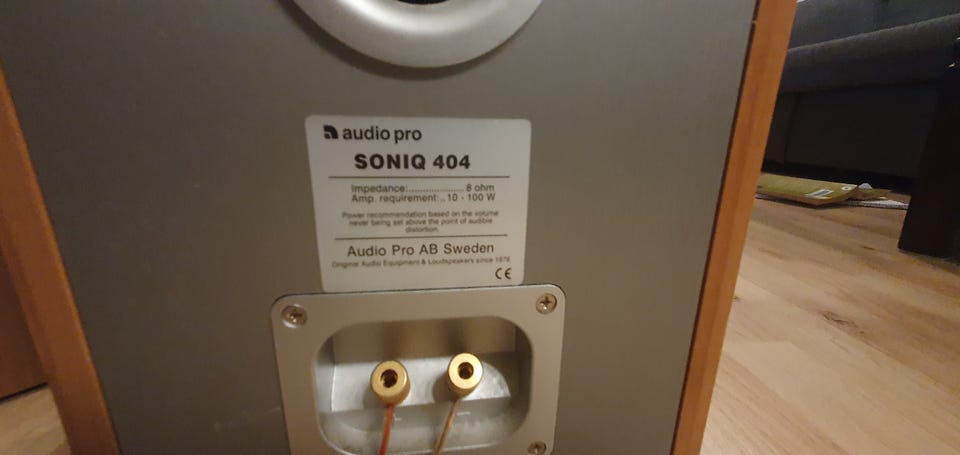 audio pro
SONIQ 404
Impedance:.................... 8 ohm
Amp. requirement:.. 10 - 100 W
Power recommendation based on the volume
never being set above the point of audible
distortion.
Audio Pro AB Sweden
Original Audio Equipment & Loudspeakers since 1978
CE